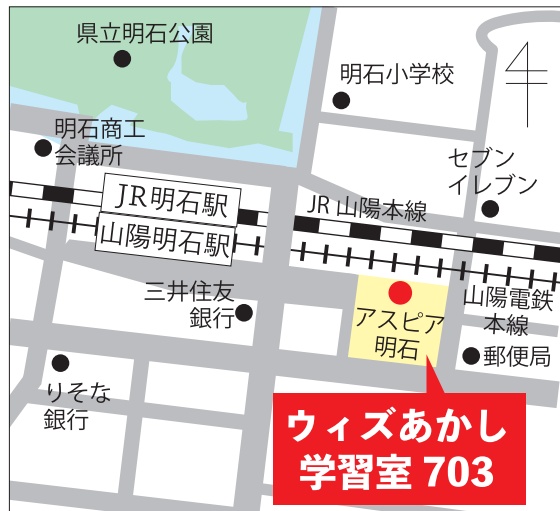 県立明石公園
明石小学校
明石商工
会議所
セブン
イレブン
JR明石駅
JR 山陽本線
山陽明石駅
三井住友
銀行
アスピア
明石
山陽電鉄
本線
郵便局
りそな
銀行
ウィズあかし
学習室 703